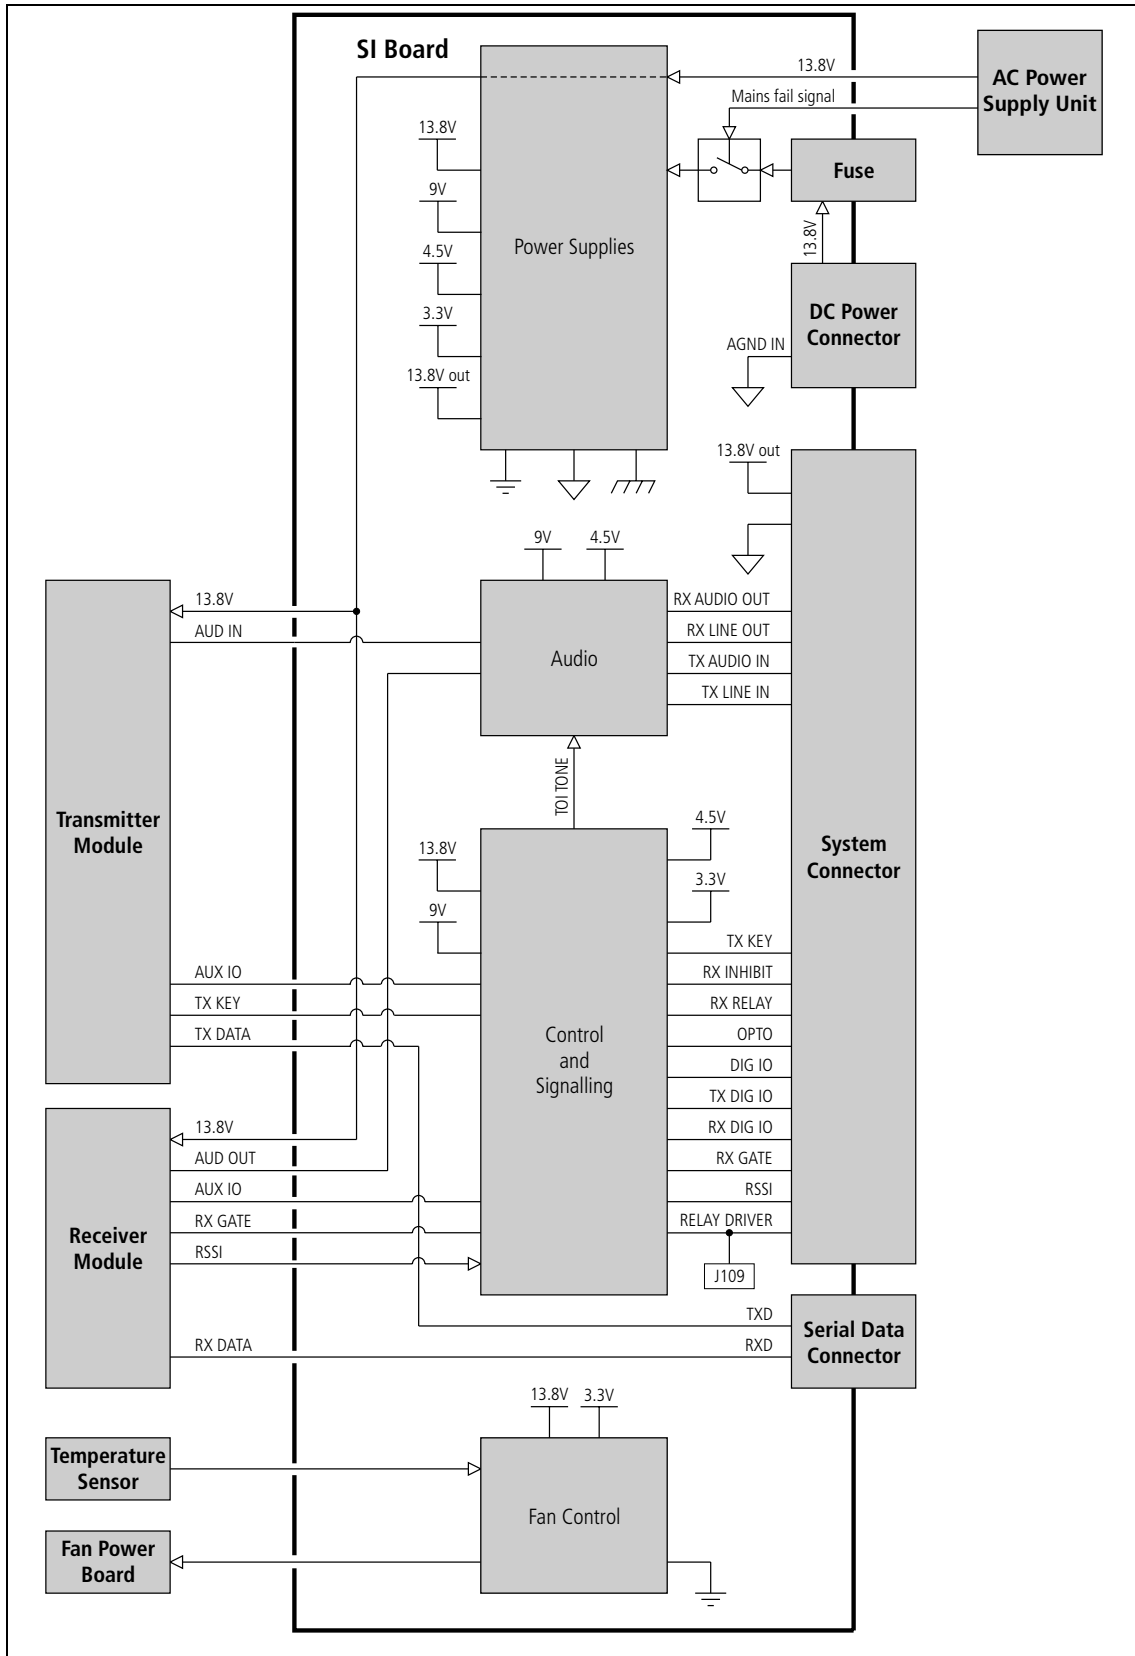 SI Board
13.8V
AC Power
Supply Unit
Mains fail signal
13.8V
Fuse
9V
13.8V
Power Supplies
4.5V
DC Power
Connector
3.3V
AGND IN
13.8V out
13.8V out
9V
4.5V
13.8V
RX AUDIO OUT
AUD IN
RX LINE OUT
Audio
TX AUDIO IN
TX LINE IN
TOI TONE
Transmitter
Module
4.5V
System
Connector
13.8V
3.3V
9V
TX KEY
AUX IO
RX INHIBIT
TX KEY
RX RELAY
TX DATA
Control
and
Signalling
OPTO
DIG IO
TX DIG IO
13.8V
RX DIG IO
AUD OUT
RX GATE
AUX IO
RSSI
RX GATE
RELAY DRIVER
Receiver
Module
RSSI
J109
TXD
Serial Data
Connector
RX DATA
RXD
13.8V
3.3V
Temperature
Sensor
Fan Control
Fan Power
Board